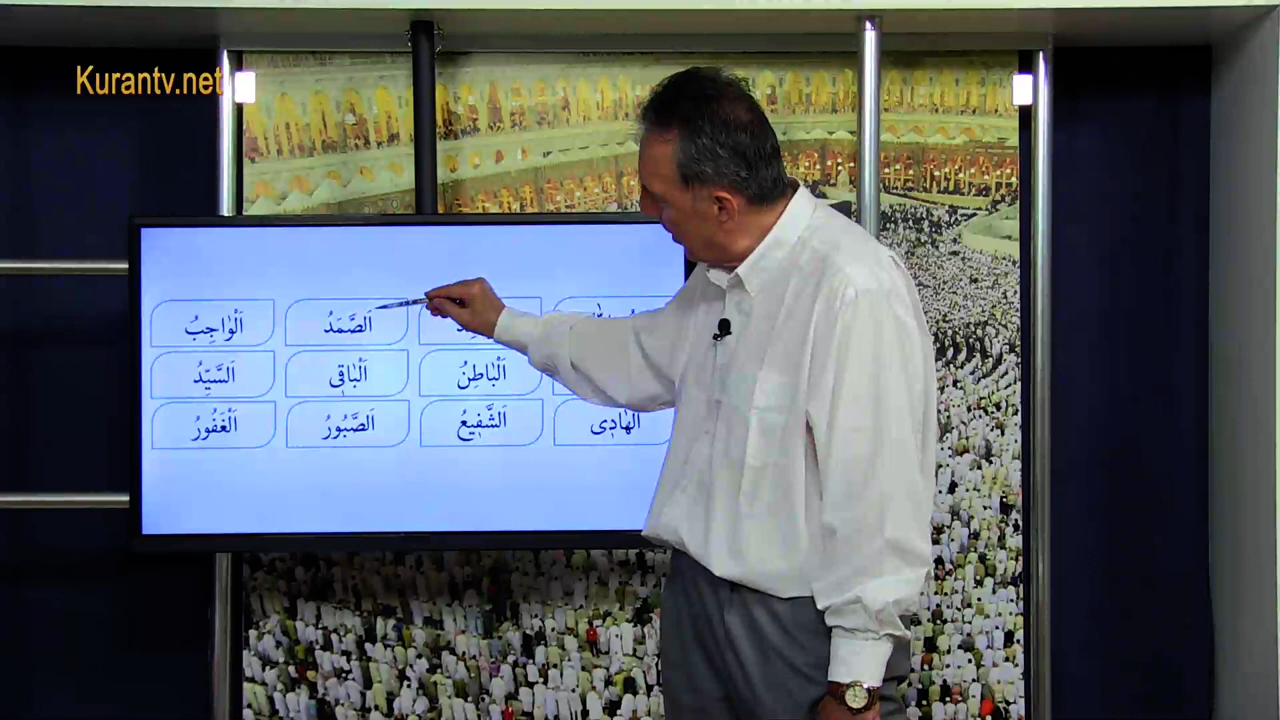 Kurantv.net
اَلصَّمَدُ اَلْوَاجِبُ
اَلْبَاطِنُ اَلْبَاقٖى اَلسَّيِّدُ
اَلْهَادٖى اَلشَّفٖيعُ اَلصَّبُورُ اَلْغَفُورُ